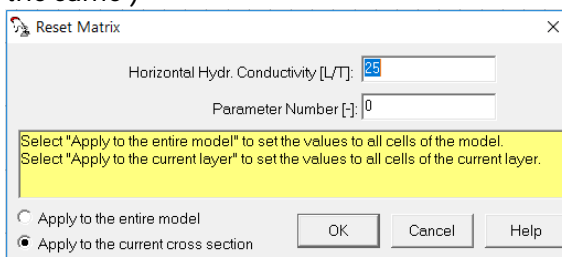 the same )
Reset Matrix
Horizontal Hydr. Conductivity [L/T]: 25
Parameter Number [-]: 0
Select "Apply to the entire model" to set the values to all cells of the model.
Select "Apply to the current layer" to set the values to all cells of the current layer.
Apply to the entire model
Apply to the current cross section
OK Cancel Help